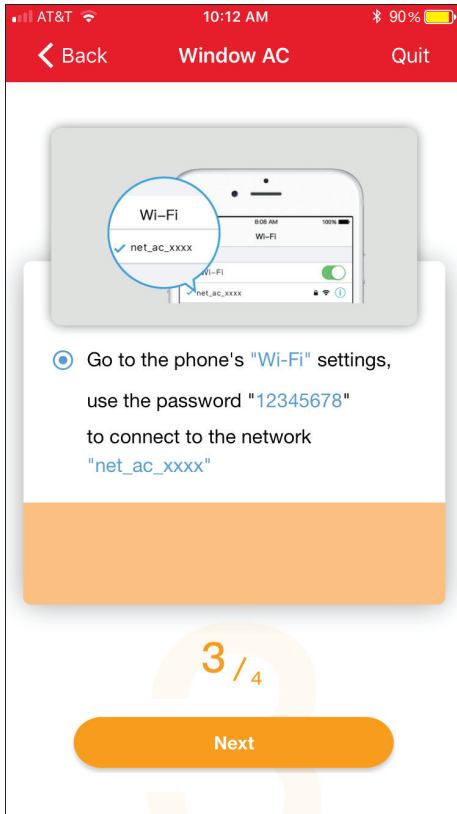 AT&T 10:12 AM 90%
Back Window AC Quit
Wi-Fi
net_ac_xxxx
8:08 AM 100%
Wi-Fi
Wi-Fi
net_ac_xxxx
Go to the phone's "Wi-Fi" settings,
use the password "12345678"
to connect to the network
"net_ac_xxxx"
3/4
Next
3